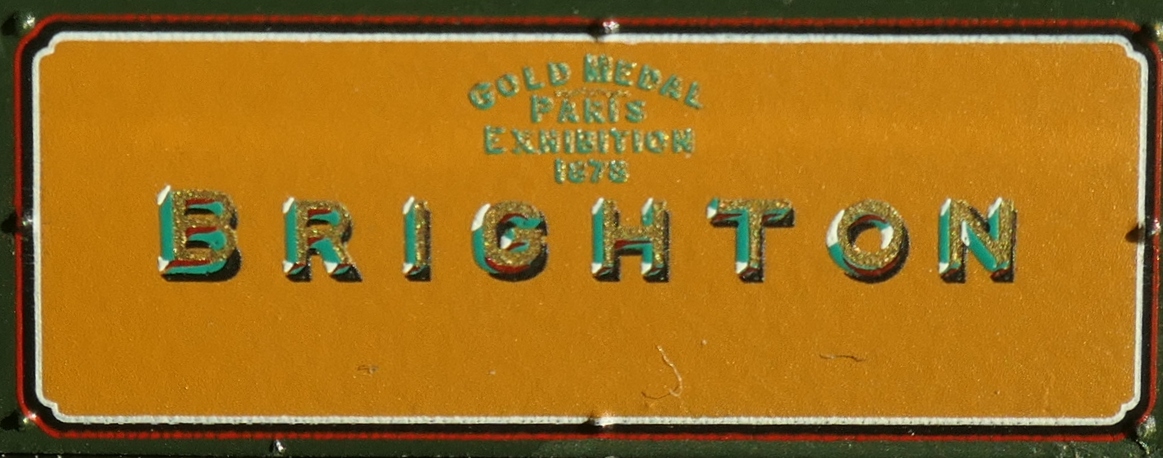 GOLD MEDAL
PARIS
EXHIBITION
1878
BRIGHTON